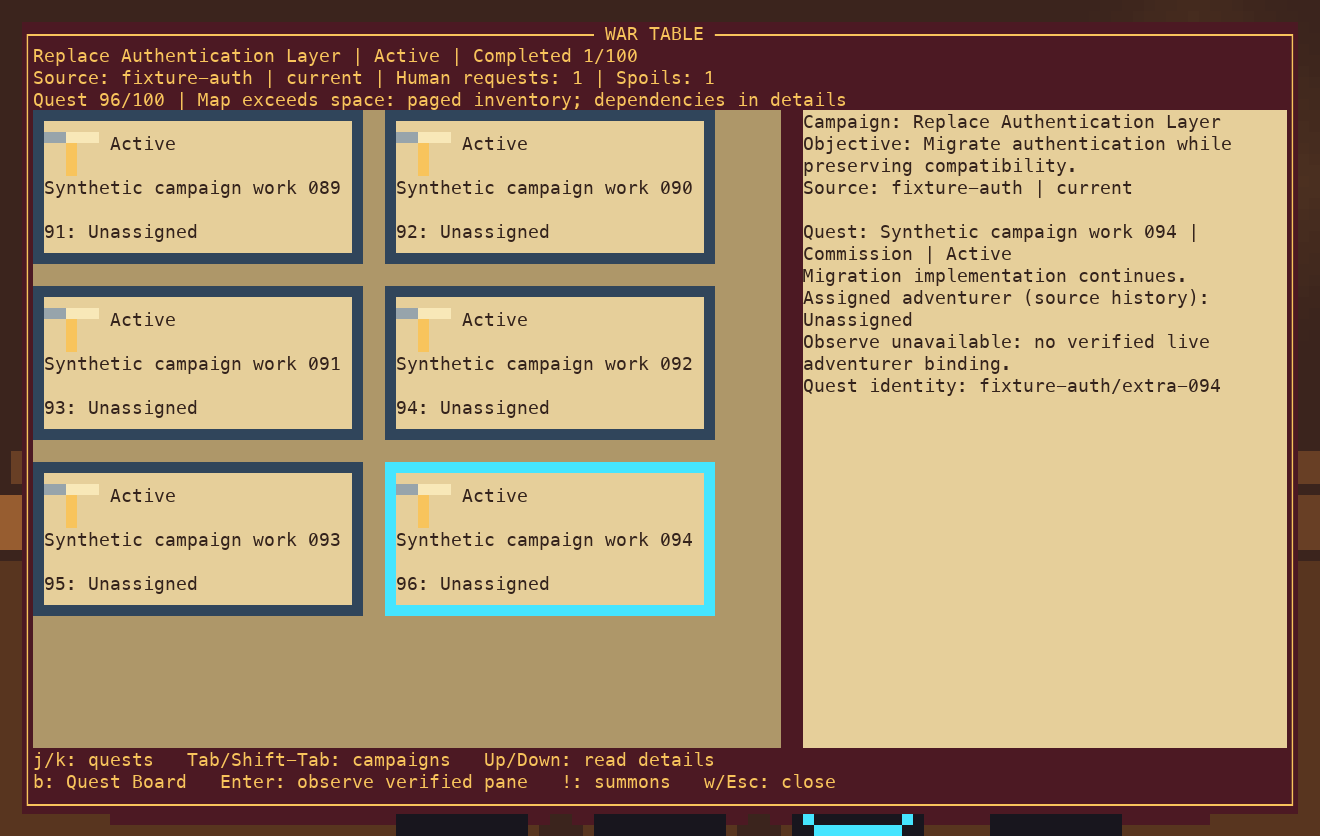 WAR TABLE
Replace Authentication Layer | Active | Completed 1/100
Source: fixture-auth | current | Human requests: 1 | Spoils: 1
Quest 96/100 | Map exceeds space: paged inventory; dependencies in details
Active
Synthetic campaign work 089
91: Unassigned
Active
Synthetic campaign work 090
92: Unassigned
Active
Synthetic campaign work 091
93: Unassigned
Active
Synthetic campaign work 092
94: Unassigned
Active
Synthetic campaign work 093
95: Unassigned
Active
Synthetic campaign work 094
96: Unassigned
Campaign: Replace Authentication Layer
Objective: Migrate authentication while
preserving compatibility.
Source: fixture-auth | current
Quest: Synthetic campaign work 094 |
Commission | Active
Migration implementation continues.
Assigned adventurer (source history):
Unassigned
Observe unavailable: no verified live
adventurer binding.
Quest identity: fixture-auth/extra-094
j/k: quests   Tab/Shift-Tab: campaigns   Up/Down: read details
b: Quest Board   Enter: observe verified pane   !: summons   w/Esc: close